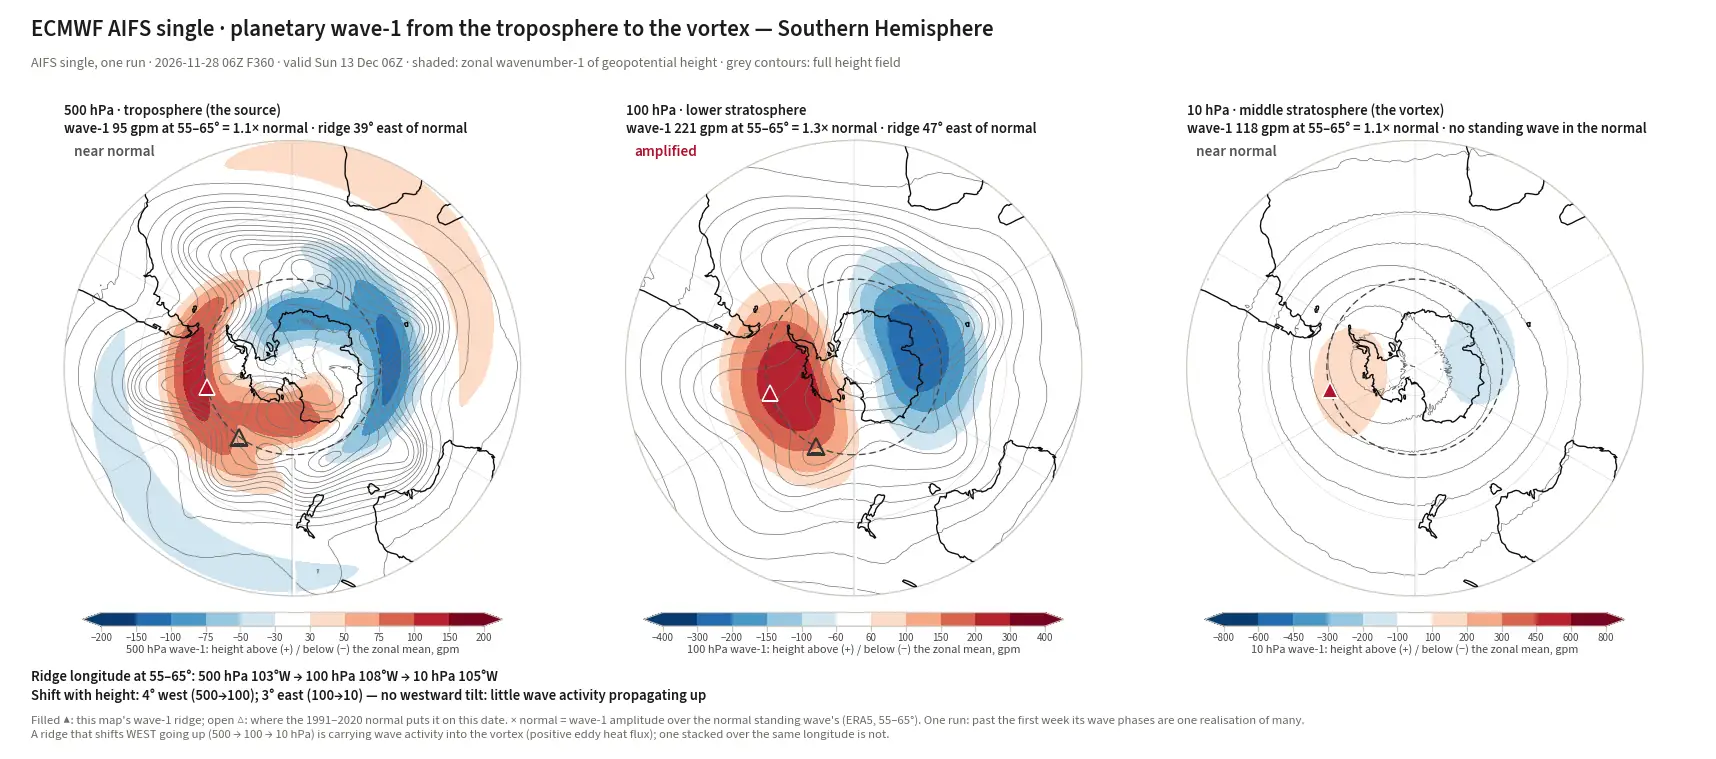 ECMWF AIFS single · planetary wave-1 from the troposphere to the vortex — Southern Hemisphere
AIFS single, one run · 2026-11-28 06Z F360 · valid Sun 13 Dec 06Z · shaded: zonal wavenumber-1 of geopotential height · grey contours: full height field
500 hPa · troposphere (the source)
wave-1 95 gpm at 55–65° = 1.1× normal · ridge 39° east of normal
near normal
100 hPa · lower stratosphere
wave-1 221 gpm at 55–65° = 1.3× normal · ridge 47° east of normal
amplified
10 hPa · middle stratosphere (the vortex)
wave-1 118 gpm at 55–65° = 1.1× normal · no standing wave in the normal
near normal
−200 −150 −100 −75 −50 −30 30 50 75 100 150 200
500 hPa wave-1: height above (+) / below (−) the zonal mean, gpm
−400 −300 −200 −150 −100 −60 60 100 150 200 300 400
100 hPa wave-1: height above (+) / below (−) the zonal mean, gpm
−800 −600 −450 −300 −200 −100 100 200 300 450 600 800
10 hPa wave-1: height above (+) / below (−) the zonal mean, gpm
Ridge longitude at 55–65°: 500 hPa 103°W → 100 hPa 108°W → 10 hPa 105°W
Shift with height: 4° west (500→100); 3° east (100→10) — no westward tilt: little wave activity propagating up
Filled ▲: this map's wave-1 ridge; open △: where the 1991–2020 normal puts it on this date. × normal = wave-1 amplitude over the normal standing wave's (ERA5, 55–65°). One run: past the first week its wave phases are one realisation of many.
A ridge that shifts WEST going up (500 → 100 → 10 hPa) is carrying wave activity into the vortex (positive eddy heat flux); one stacked over the same longitude is not.